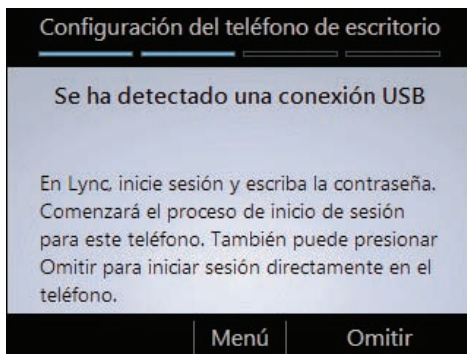 Configuración del teléfono de escritorio
Se ha detectado una conexión USB
En Lync, inicie sesión y escriba la contraseña.
Comenzará el proceso de inicio de sesión
para este teléfono. También puede presionar
Omitir para iniciar sesión directamente en el
teléfono.
Menú Omitir